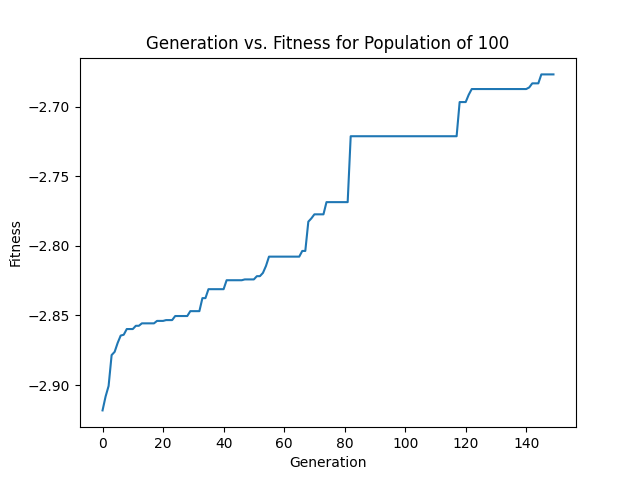 Generation vs. Fitness for Population of 100
−2.70
−2.75
−2.80
−2.85
−2.90
Fitness
0 20 40 60 80 100 120 140
Generation